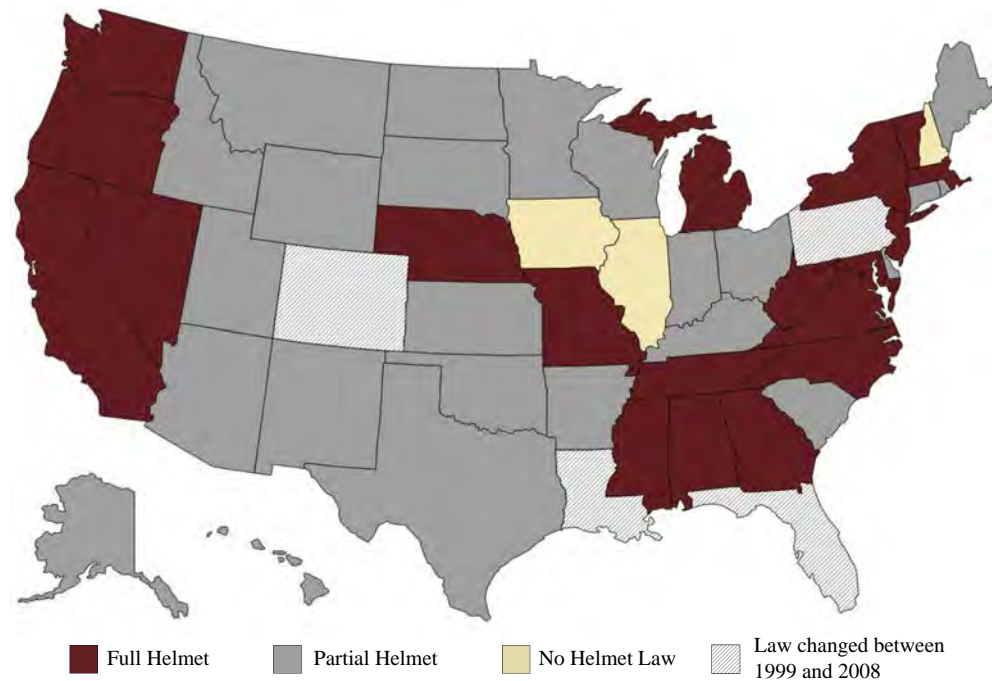 Full Helmet
Partial Helmet
No Helmet Law
Law changed between
1999 and 2008